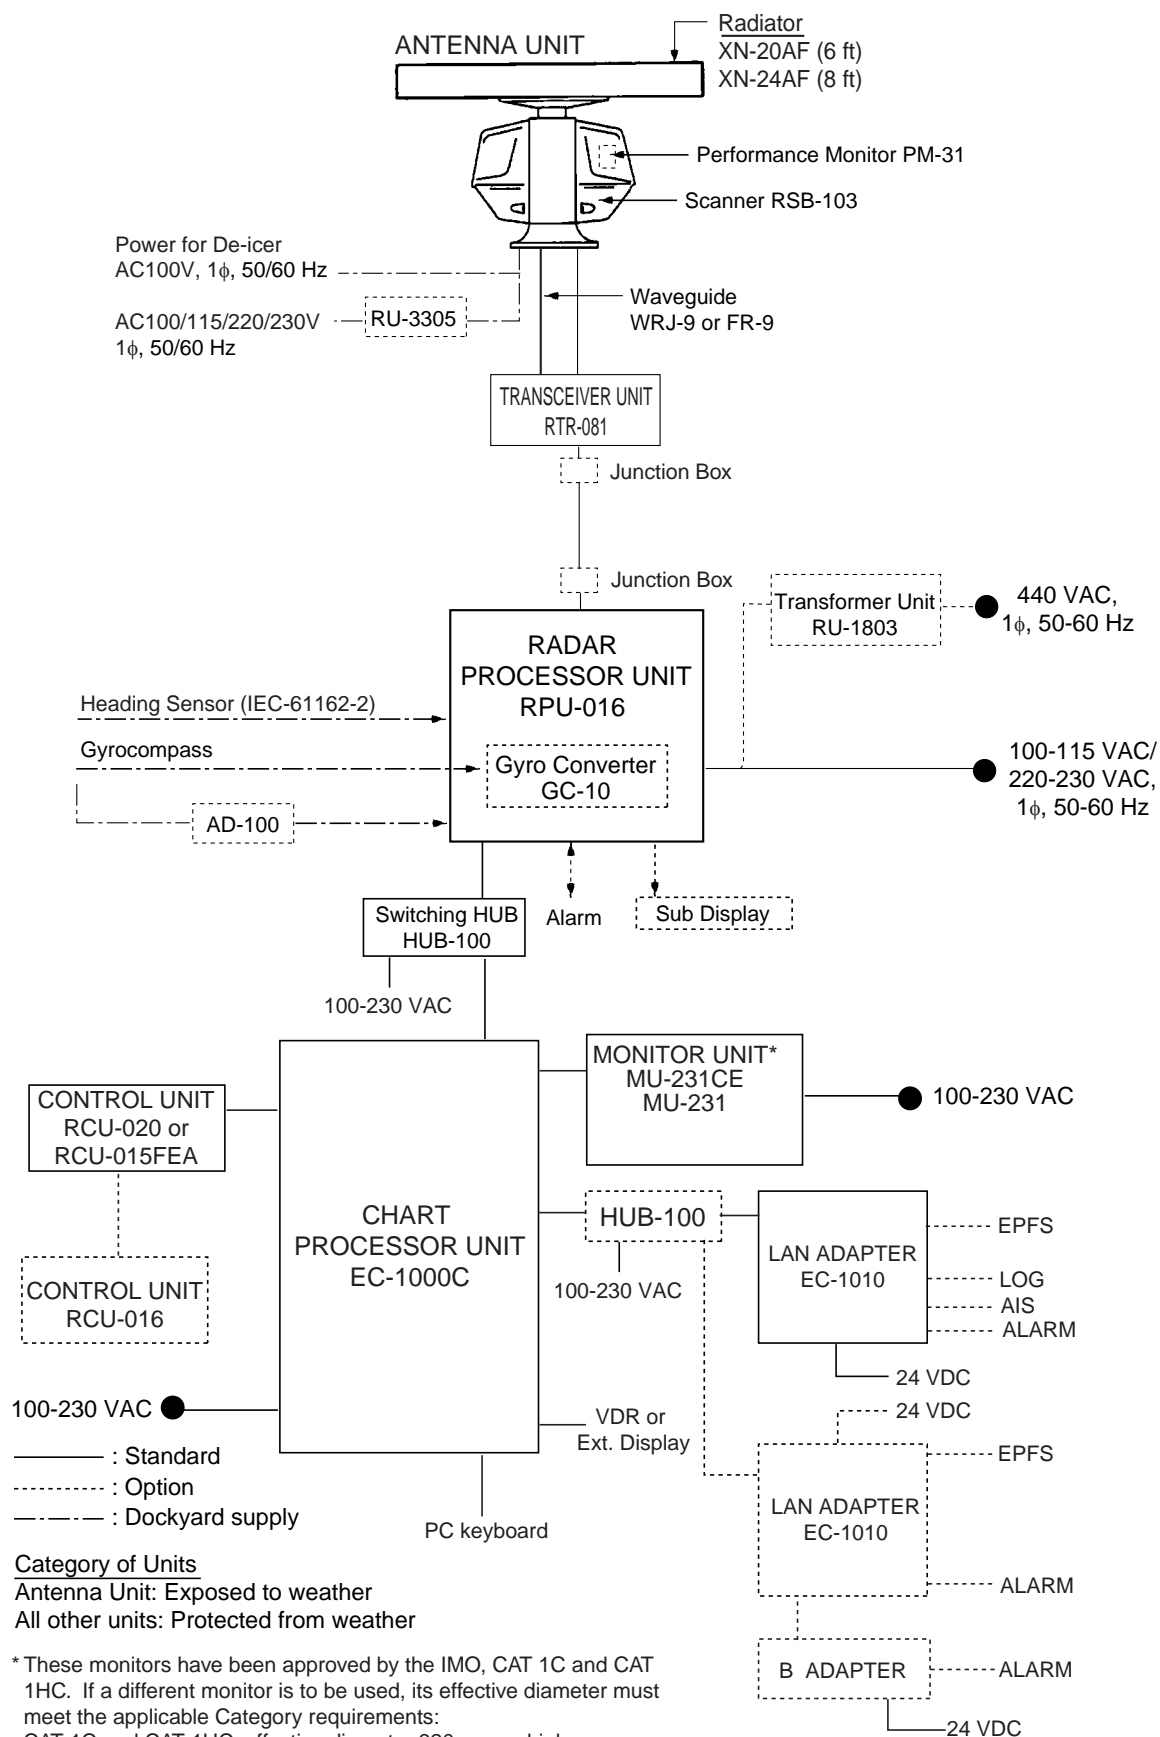 Radiator
ANTENNA UNIT
XN-20AF (6 ft)
XN-24AF (8 ft)
Performance Monitor PM-31
Scanner RSB-103
Power for De-icer
AC100V, 1ϕ, 50/60 Hz
Waveguide
WRJ-9 or FR-9
AC100/115/220/230V
1ϕ, 50/60 Hz
RU-3305
TRANSCEIVER UNIT
RTR-081
Junction Box
Junction Box
Transformer Unit
RU-1803
440 VAC,
1ϕ, 50-60 Hz
RADAR
PROCESSOR UNIT
RPU-016
Heading Sensor (IEC-61162-2)
Gyrocompass
Gyro Converter
GC-10
100-115 VAC/
220-230 VAC,
1ϕ, 50-60 Hz
AD-100
Switching HUB
HUB-100
Alarm
Sub Display
100-230 VAC
MONITOR UNIT*
MU-231CE
MU-231
100-230 VAC
CONTROL UNIT
RCU-020 or
RCU-015FEA
CHART
PROCESSOR UNIT
EC-1000C
HUB-100
100-230 VAC
LAN ADAPTER
EC-1010
EPFS
LOG
AIS
ALARM
CONTROL UNIT
RCU-016
24 VDC
24 VDC
100-230 VAC
VDR or
Ext. Display
: Standard
: Option
: Dockyard supply
PC keyboard
LAN ADAPTER
EC-1010
EPFS
ALARM
Category of Units
Antenna Unit: Exposed to weather
All other units: Protected from weather
B ADAPTER
ALARM
24 VDC
* These monitors have been approved by the IMO, CAT 1C and CAT
1HC. If a different monitor is to be used, its effective diameter must
meet the applicable Category requirements: